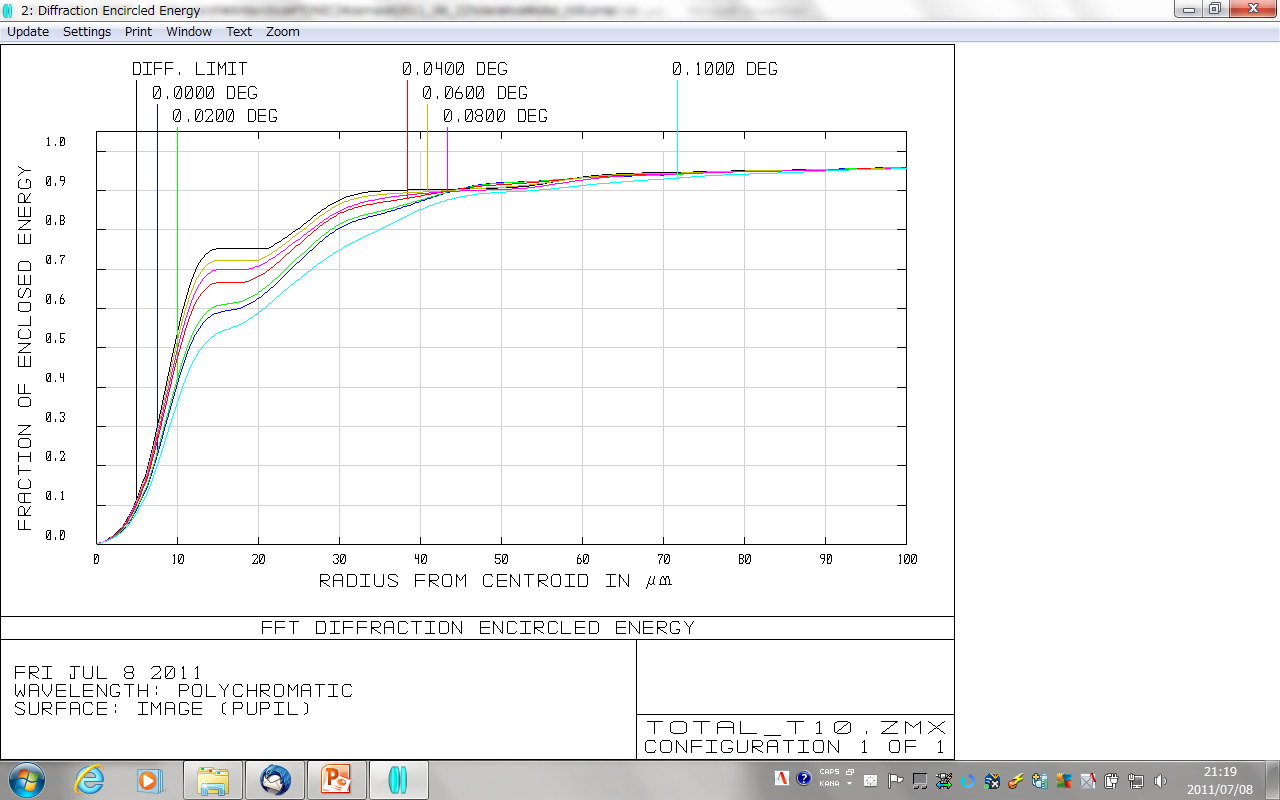 2: Diffraction Encircled Energy
Update Settings Print Window Text Zoom
DIFF. LIMIT
0.0000 DEG
0.0200 DEG
0.0400 DEG
0.0600 DEG
0.0800 DEG
0.1000 DEG
FRACTION OF ENCLOSED ENERGY
1.0
0.9
0.8
0.7
0.6
0.5
0.4
0.3
0.2
0.1
0.0
0 10 20 30 40 50 60 70 80 90 100
RADIUS FROM CENTROID IN µm
FFT DIFFRACTION ENCIRCLED ENERGY
FRI JUL 8 2011
WAVELENGTH: POLYCHROMATIC
SURFACE: IMAGE (PUPIL)
TOTAL_T10.ZMX
CONFIGURATION 1 OF 1
A
CAPS
KANA
21:19
2011/07/08